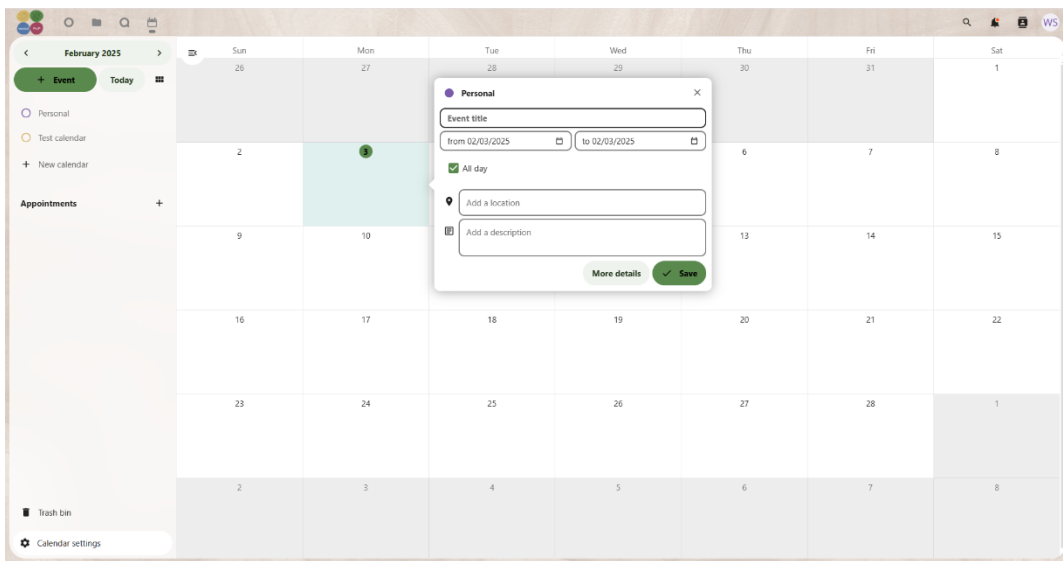 WS
February 2025
Event
Today
Personal
Test calendar
New calendar
Appointments
Trash bin
Calendar settings
Sun Mon Tue Wed Thu Fri Sat
26 27 28 29 30 31 1
2 3 6 7 8
9 10 13 14 15
16 17 18 19 20 21 22
23 24 25 26 27 28 1
2 3 4 5 6 7 8
Personal
Event title
from 02/03/2025 to 02/03/2025
All day
Add a location
Add a description
More details Save